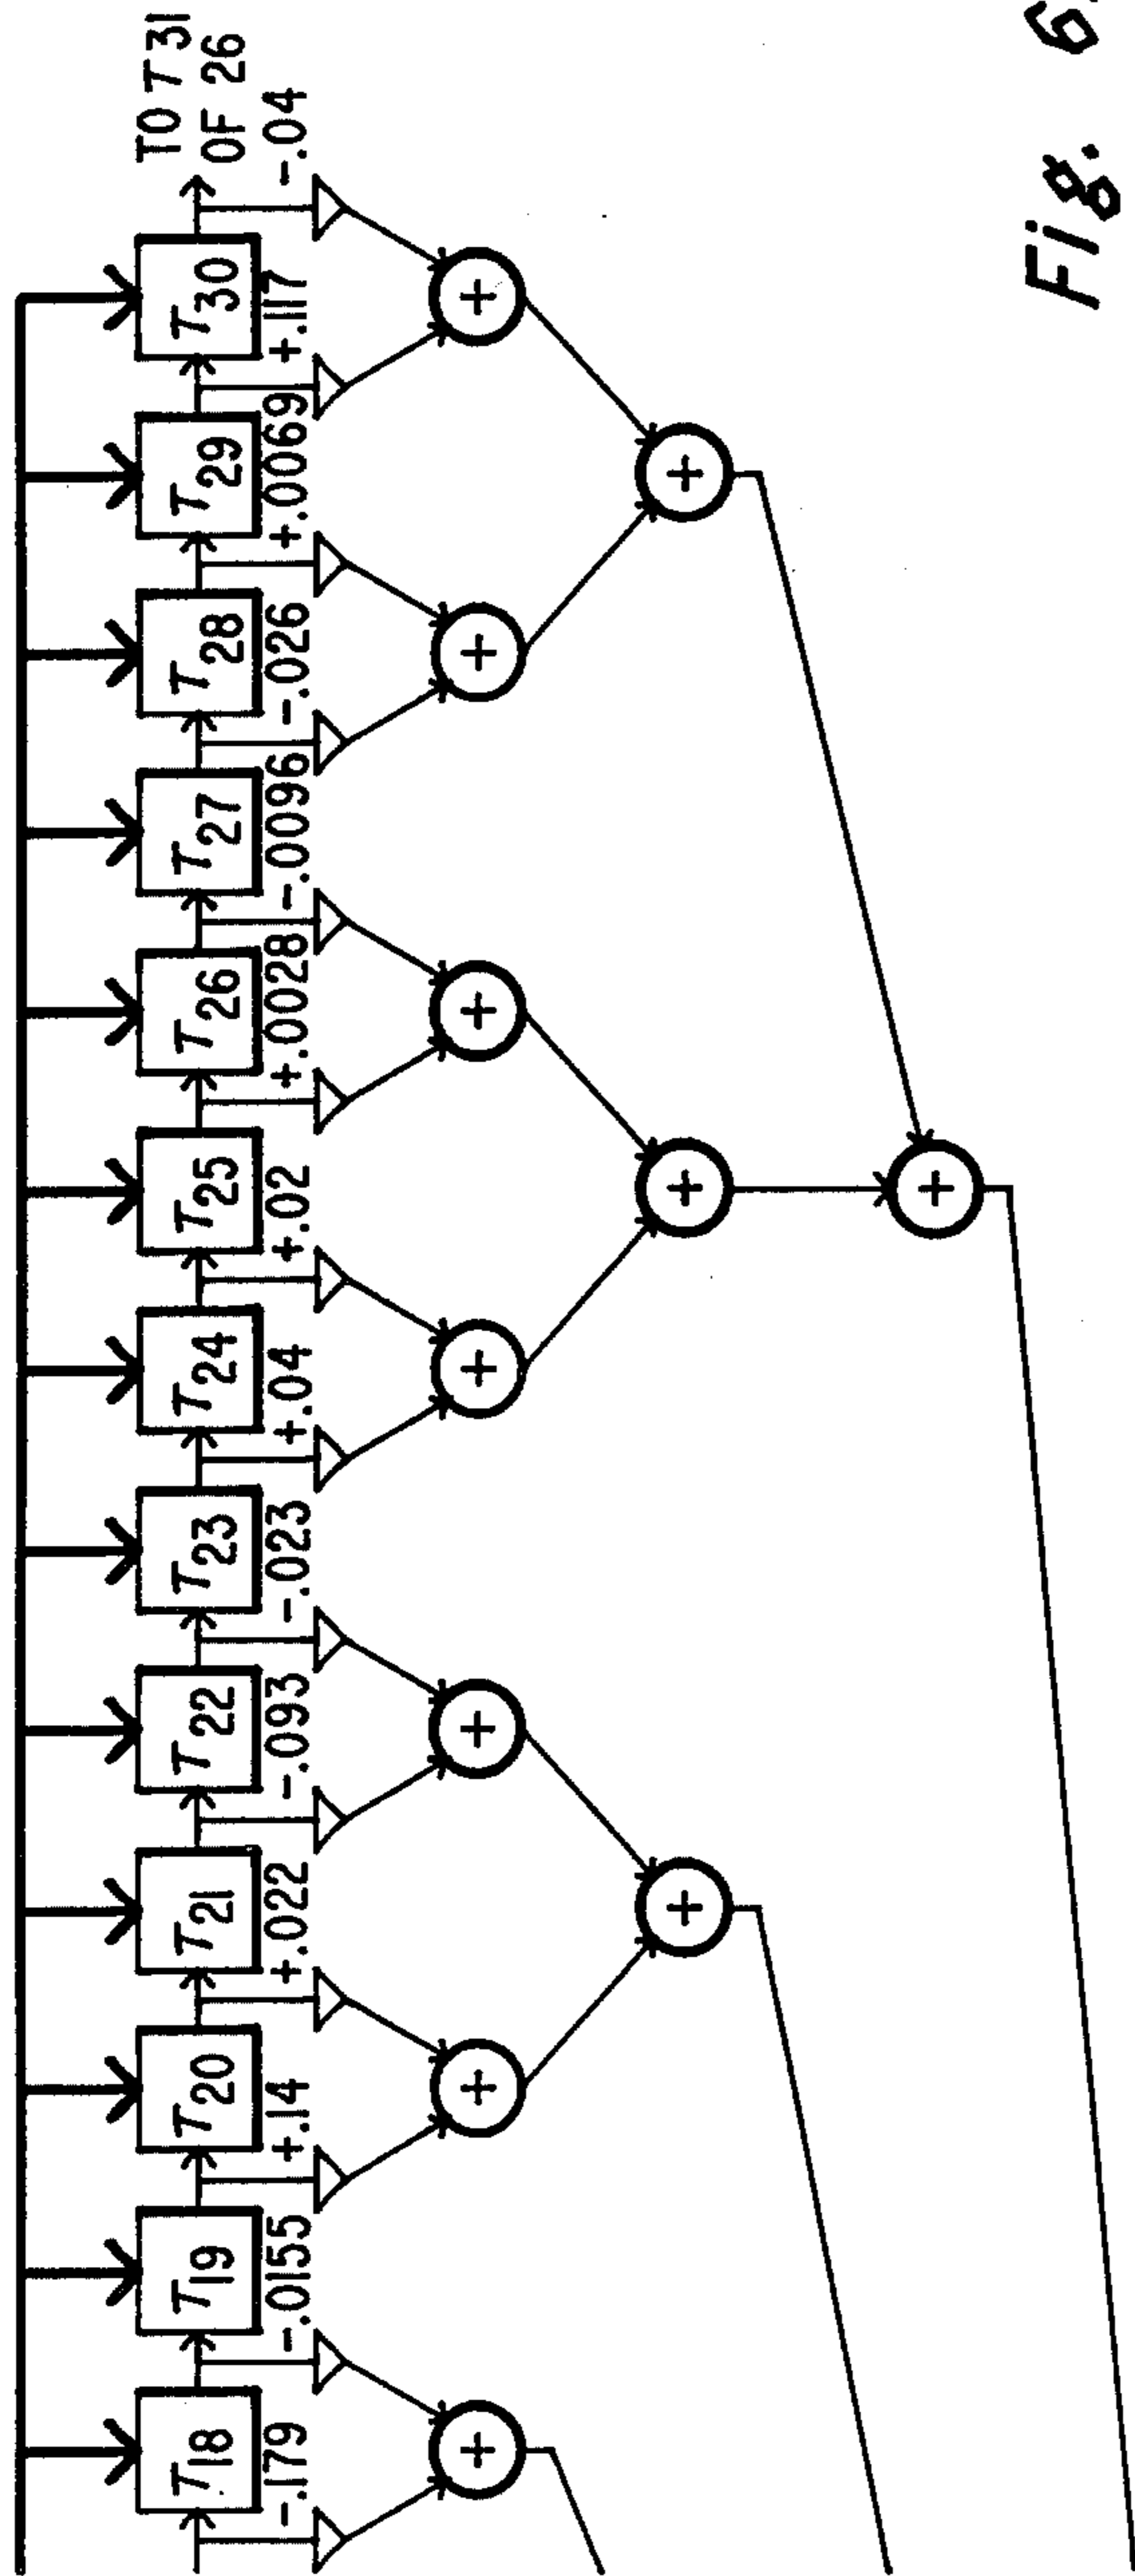 T18 T19 T20 T21 T22 T23 T24 T25 T26 T27 T28 T29 T30
TO T31
OF 26
-.179 -.0155 +.14 +.022 -.093 -.023 +.04 +.02 +.0028 -.0096 -.026 +.0069 +.117 -.04
+ + + + + + +
+ + +
+
Fig. 6.